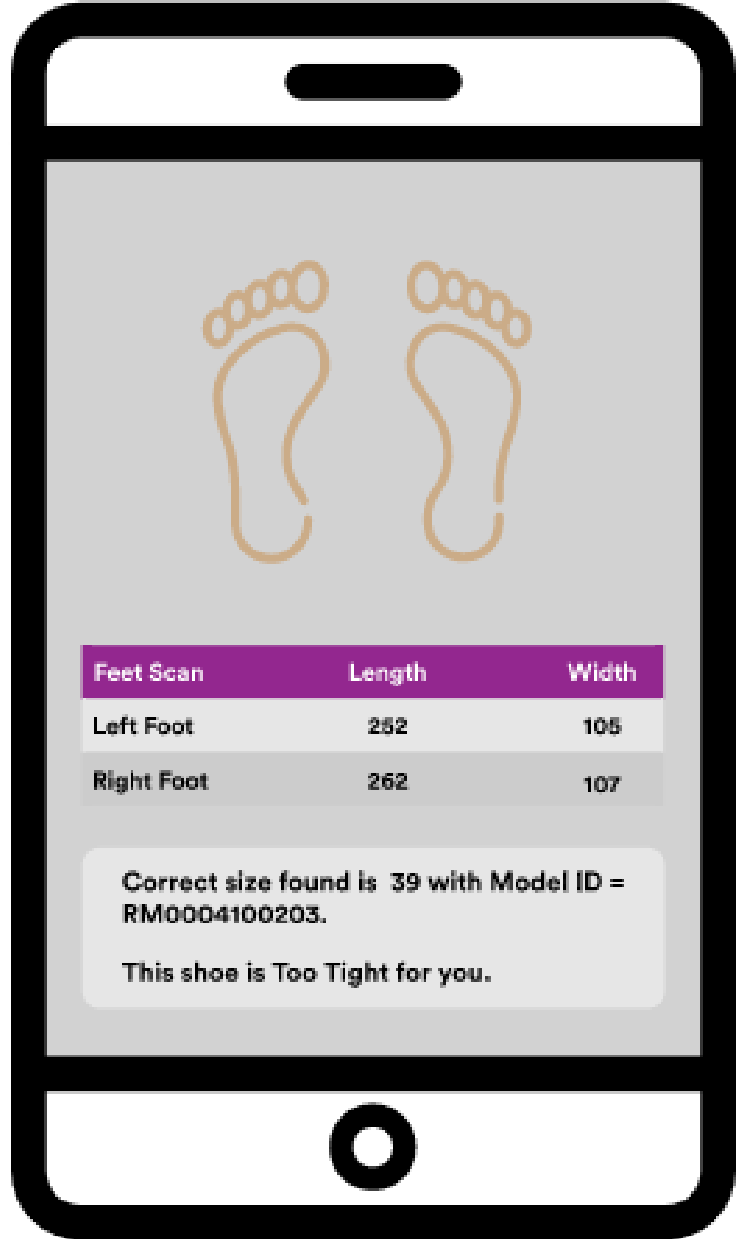 Feet Scan Length Width
Left Foot 252 105
Right Foot 262 107
Correct size found is 39 with Model ID =
RM0004100203.
This shoe is Too Tight for you.